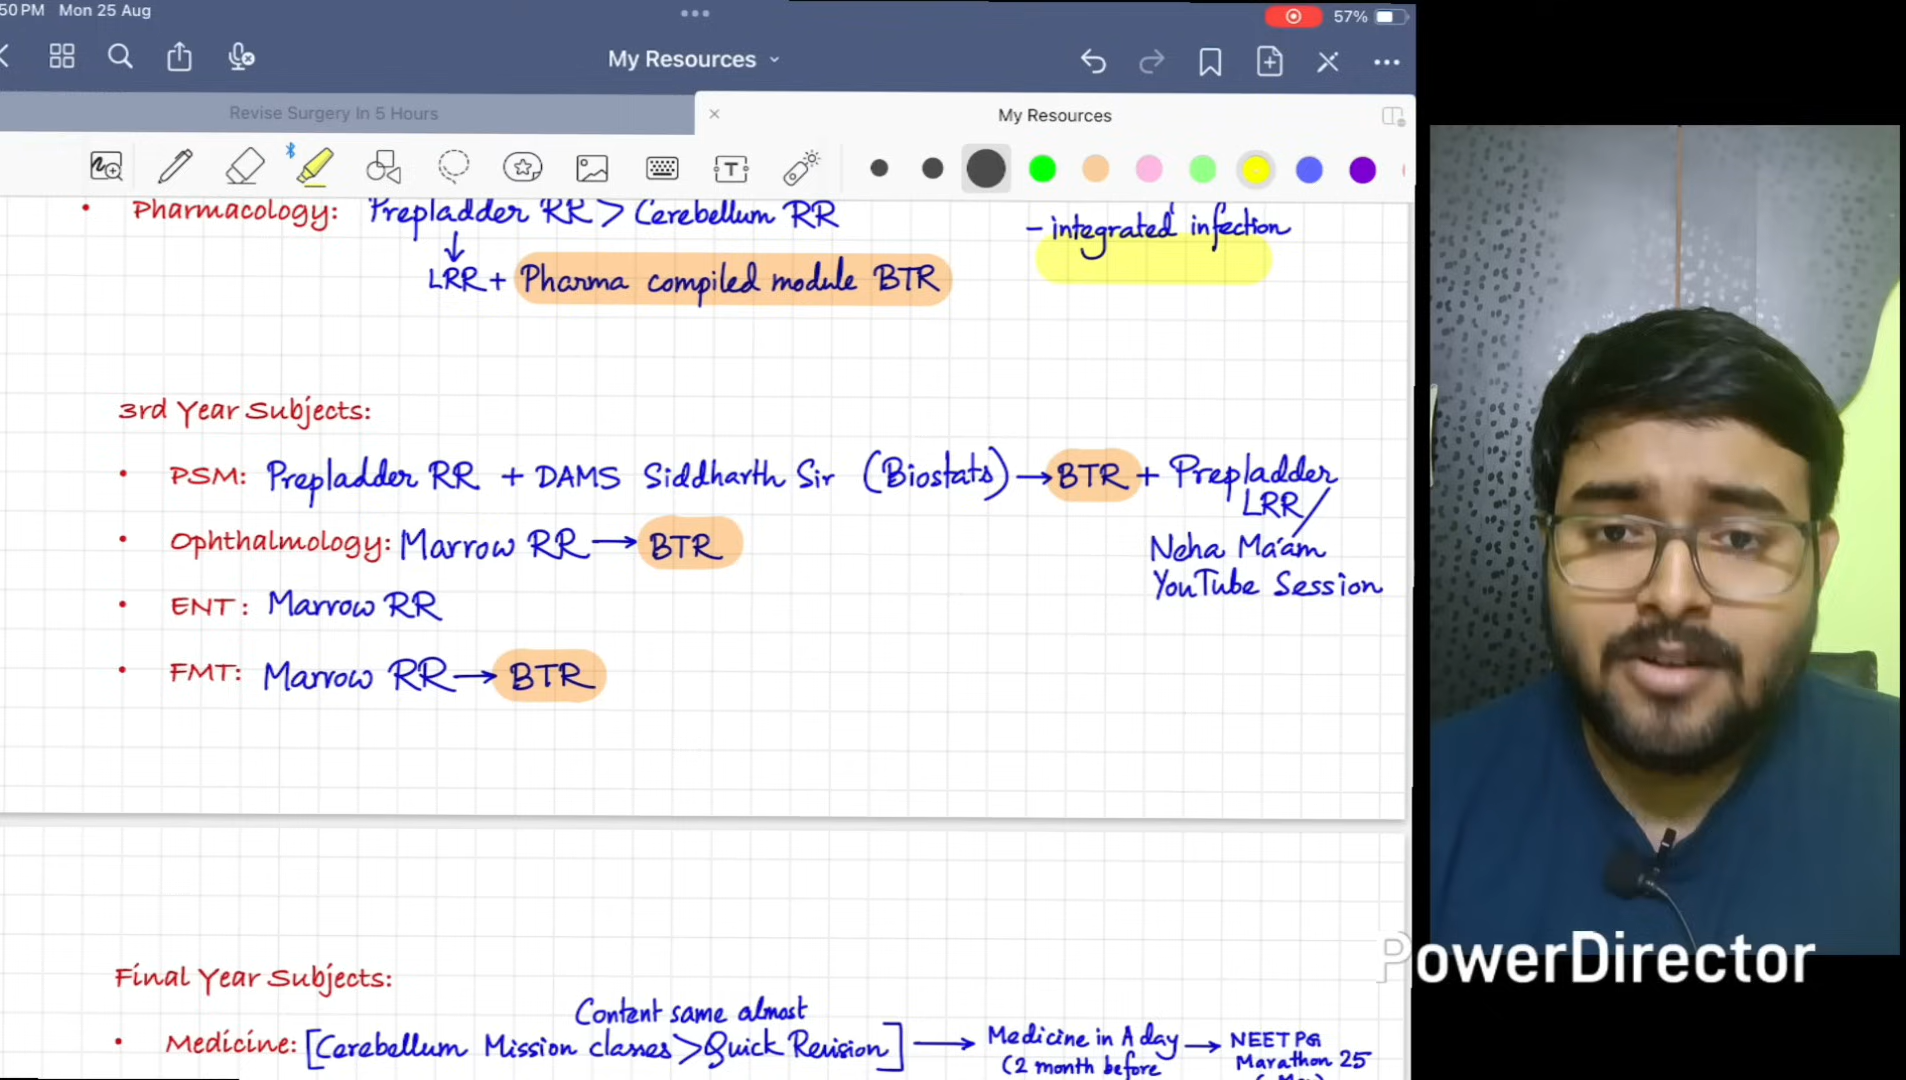 50 PM Mon 25 Aug
57%
My Resources
Revise Surgery In 5 Hours
My Resources
• Pharmacology: Prepladder RR > Cerebellum RR
↓
LRR + Pharma compiled module BTR
- integrated infection
3rd Year Subjects:
• PSM: Prepladder RR + DAMS Siddharth Sir (Biostats) → BTR + Prepladder
LRR /
Neha Ma'am
YouTube Session
• Ophthalmology: Marrow RR → BTR
• ENT: Marrow RR
• FMT: Marrow RR → BTR
Final Year Subjects:
Content same almost
• Medicine: [Cerebellum Mission classes > Quick Revision] → Medicine in A day → NEET PG
(2 month before
Marathon 25
PowerDirector